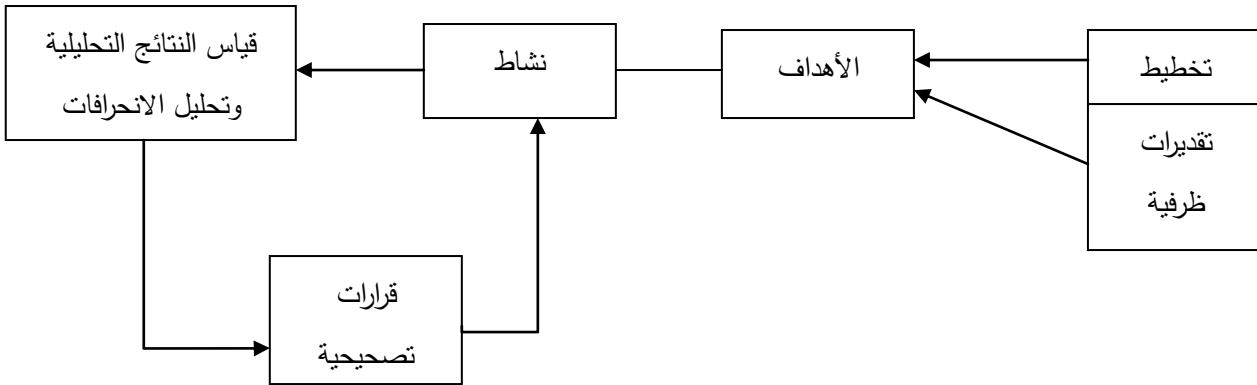 تخطيط
تقديرات
ظرفية
الأهداف
نشاط
قياس النتائج التحليلية
وتحليل الانحرافات
قرارات
تصحيحية